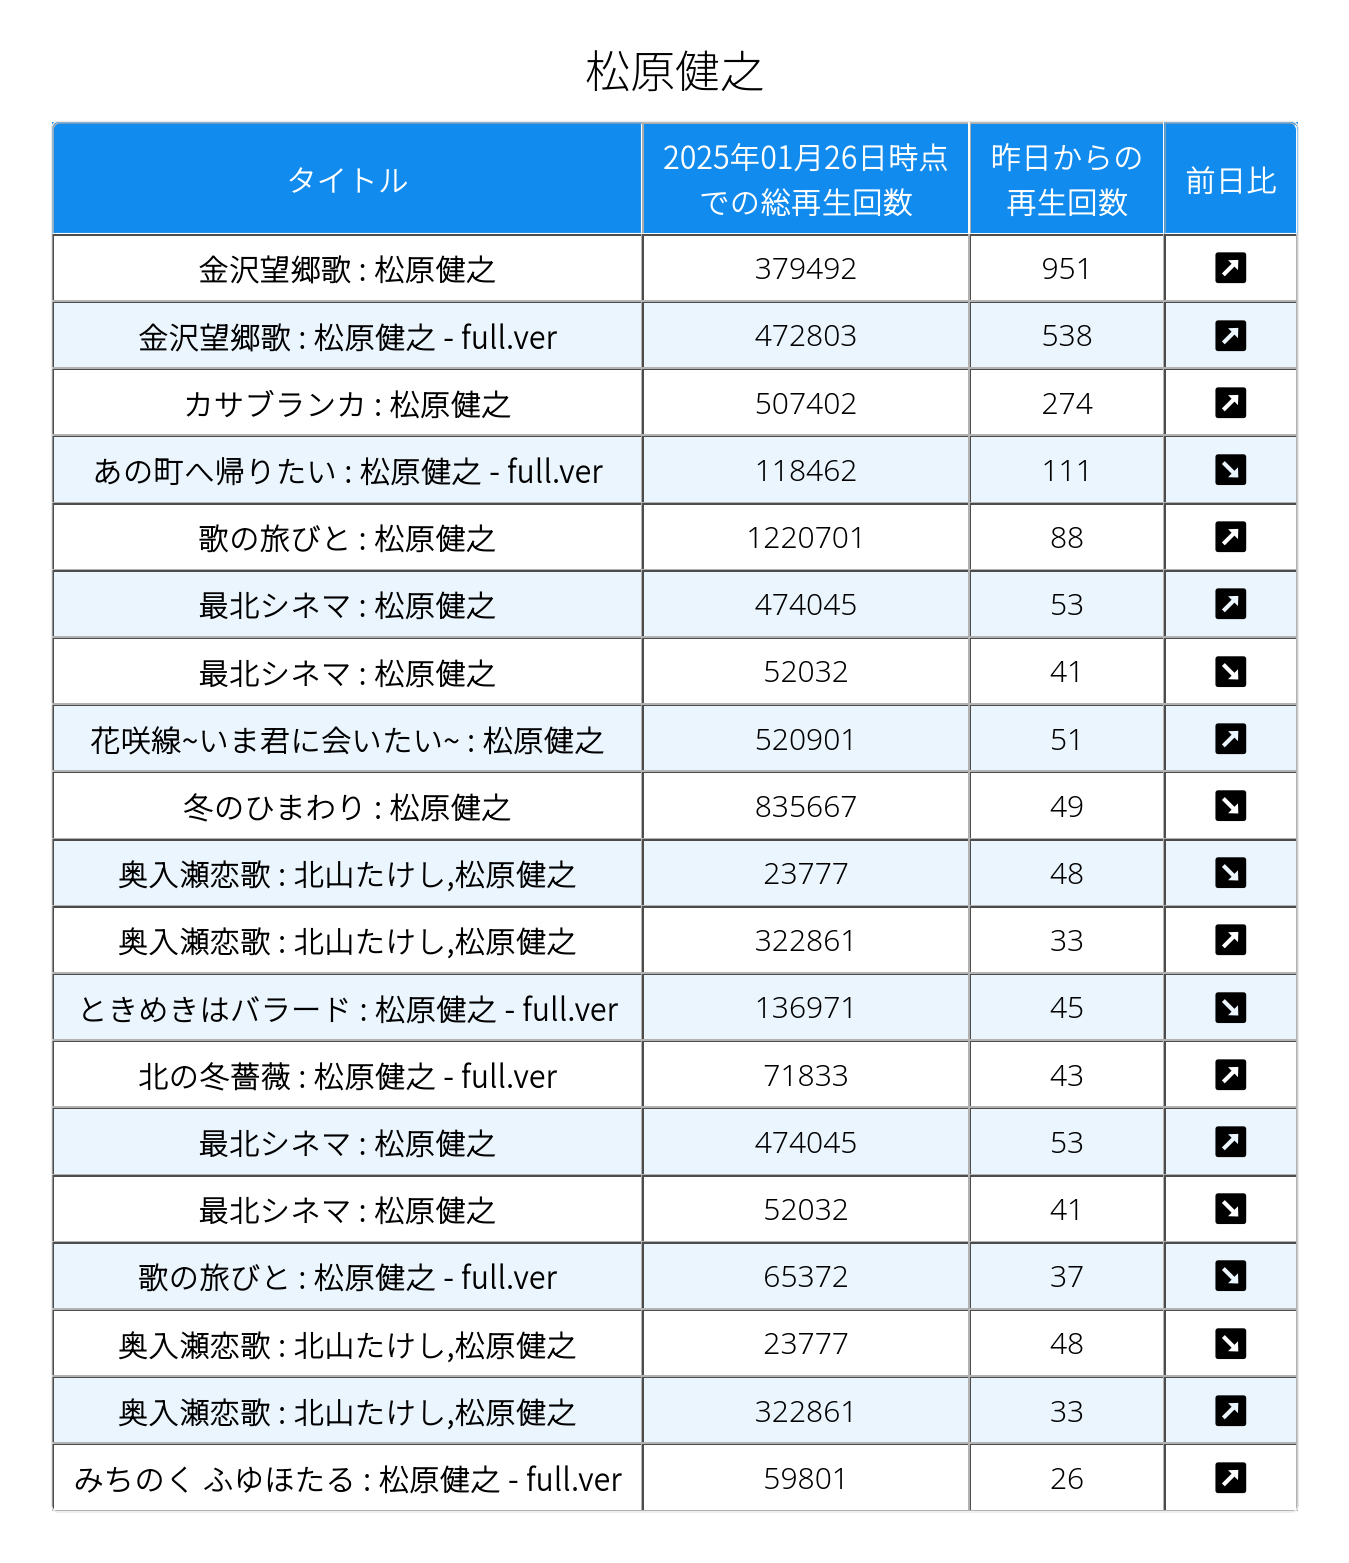 松原健之
タイトル 2025年01月26日時点での総再生回数 昨日からの再生回数 前日比
金沢望郷歌 : 松原健之 379492 951
金沢望郷歌 : 松原健之 - full.ver 472803 538
カサブランカ : 松原健之 507402 274
あの町へ帰りたい : 松原健之 - full.ver 118462 111
歌の旅びと : 松原健之 1220701 88
最北シネマ : 松原健之 474045 53
最北シネマ : 松原健之 52032 41
花咲線~いま君に会いたい~ : 松原健之 520901 51
冬のひまわり : 松原健之 835667 49
奥入瀬恋歌 : 北山たけし,松原健之 23777 48
奥入瀬恋歌 : 北山たけし,松原健之 322861 33
ときめきはバラード : 松原健之 - full.ver 136971 45
北の冬薔薇 : 松原健之 - full.ver 71833 43
最北シネマ : 松原健之 474045 53
最北シネマ : 松原健之 52032 41
歌の旅びと : 松原健之 - full.ver 65372 37
奥入瀬恋歌 : 北山たけし,松原健之 23777 48
奥入瀬恋歌 : 北山たけし,松原健之 322861 33
みちのく ふゆほたる : 松原健之 - full.ver 59801 26